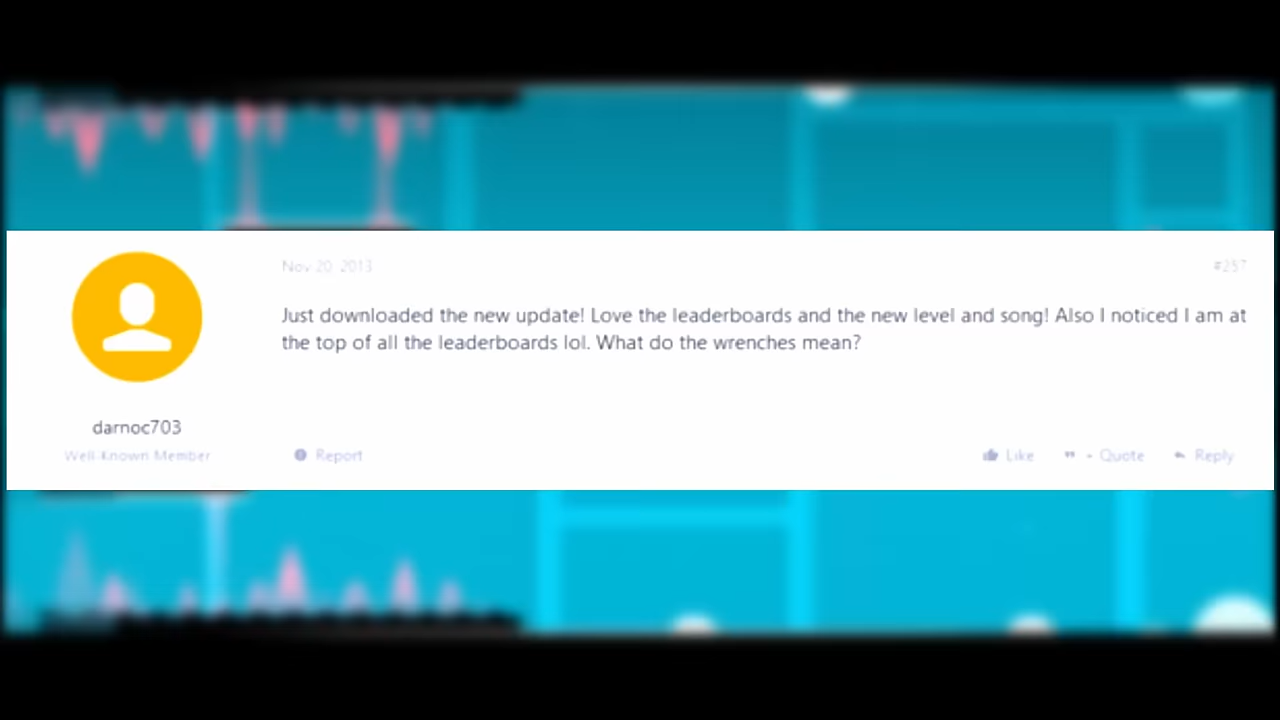 Nov 20, 2013
#257
Just downloaded the new update! Love the leaderboards and the new level and song! Also I noticed I am at
the top of all the leaderboards lol. What do the wrenches mean?
darnoc703
Well-Known Member
Report
Like
Quote
Reply